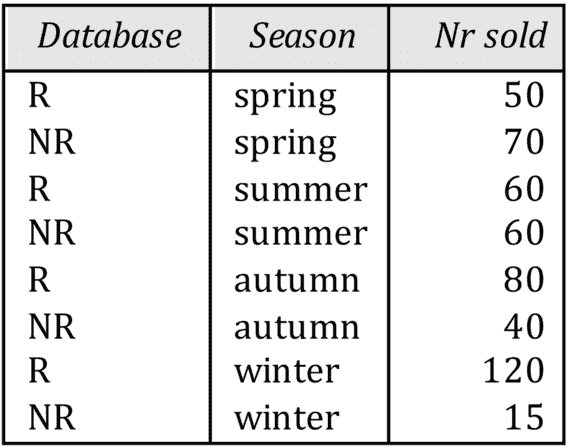 Database Season Nr sold
R spring 50
NR spring 70
R summer 60
NR summer 60
R autumn 80
NR autumn 40
R winter 120
NR winter 15